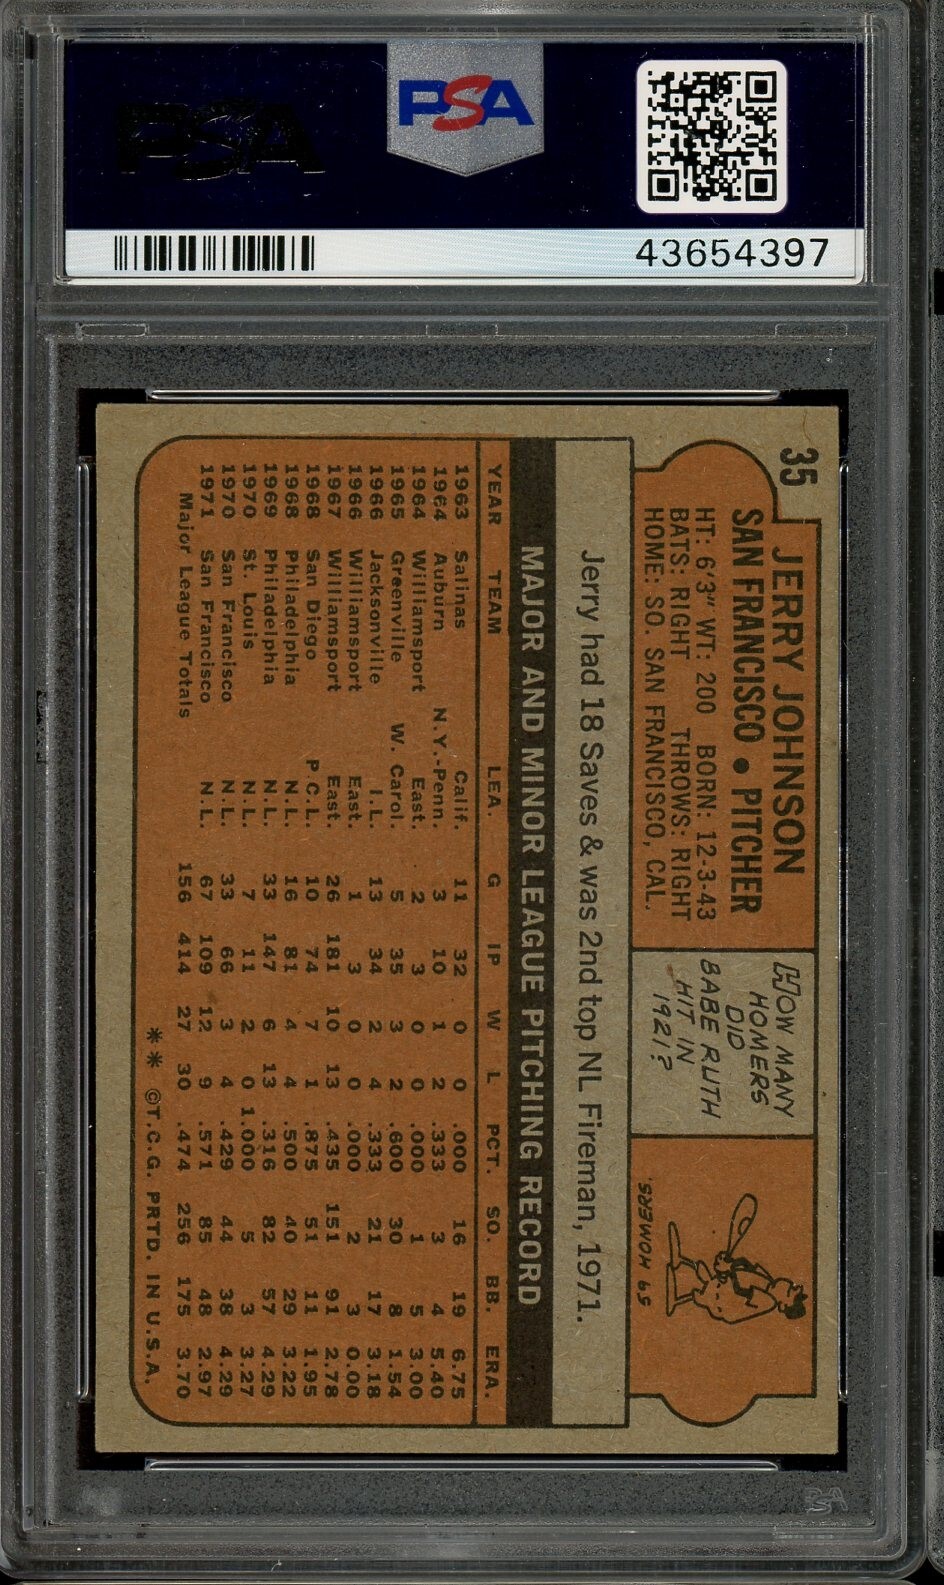 PSA
PSA
43654397
35
JERRY JOHNSON
SAN FRANCISCO • PITCHER
HT: 6'3" WT: 200 BORN: 12-3-43
BATS: RIGHT THROWS: RIGHT
HOME: SO. SAN FRANCISCO, CAL.
HOW MANY
HOMERS
DID
BABE RUTH
HIT IN
1921?
59 HOMERS.
Jerry had 18 Saves & was 2nd top NL Fireman, 1971.
MAJOR AND MINOR LEAGUE PITCHING RECORD
YEAR TEAM LEA. G IP W L PCT. SO. BB. ERA.
1963 Salinas Calif. 11 32 0 0 .000 16 19 6.75
1964 Auburn N.Y.-Penn. 3 10 1 2 .333 3 4 5.40
1964 Williamsport East. 2 3 0 0 .000 1 5 3.00
1965 Greenville W. Carol. 5 35 3 2 .600 30 8 1.54
1966 Jacksonville I.L. 13 34 2 4 .333 21 17 3.18
1966 Williamsport East. 1 3 0 0 .000 2 3 0.00
1967 Williamsport East. 26 181 10 13 .435 151 91 2.78
1968 San Diego P.C.L. 10 74 7 1 .875 51 11 1.95
1968 Philadelphia N.L. 16 81 4 4 .500 40 29 3.22
1969 Philadelphia N.L. 33 147 6 13 .316 82 57 4.29
1970 St. Louis N.L. 7 11 2 0 1.000 5 3 3.27
1970 San Francisco N.L. 33 66 3 4 .429 44 38 4.29
1971 San Francisco N.L. 67 109 12 9 .571 85 48 2.97
Major League Totals 156 414 27 30 .474 256 175 3.70
** ©T.C.G. PRTD. IN U.S.A.
PSA